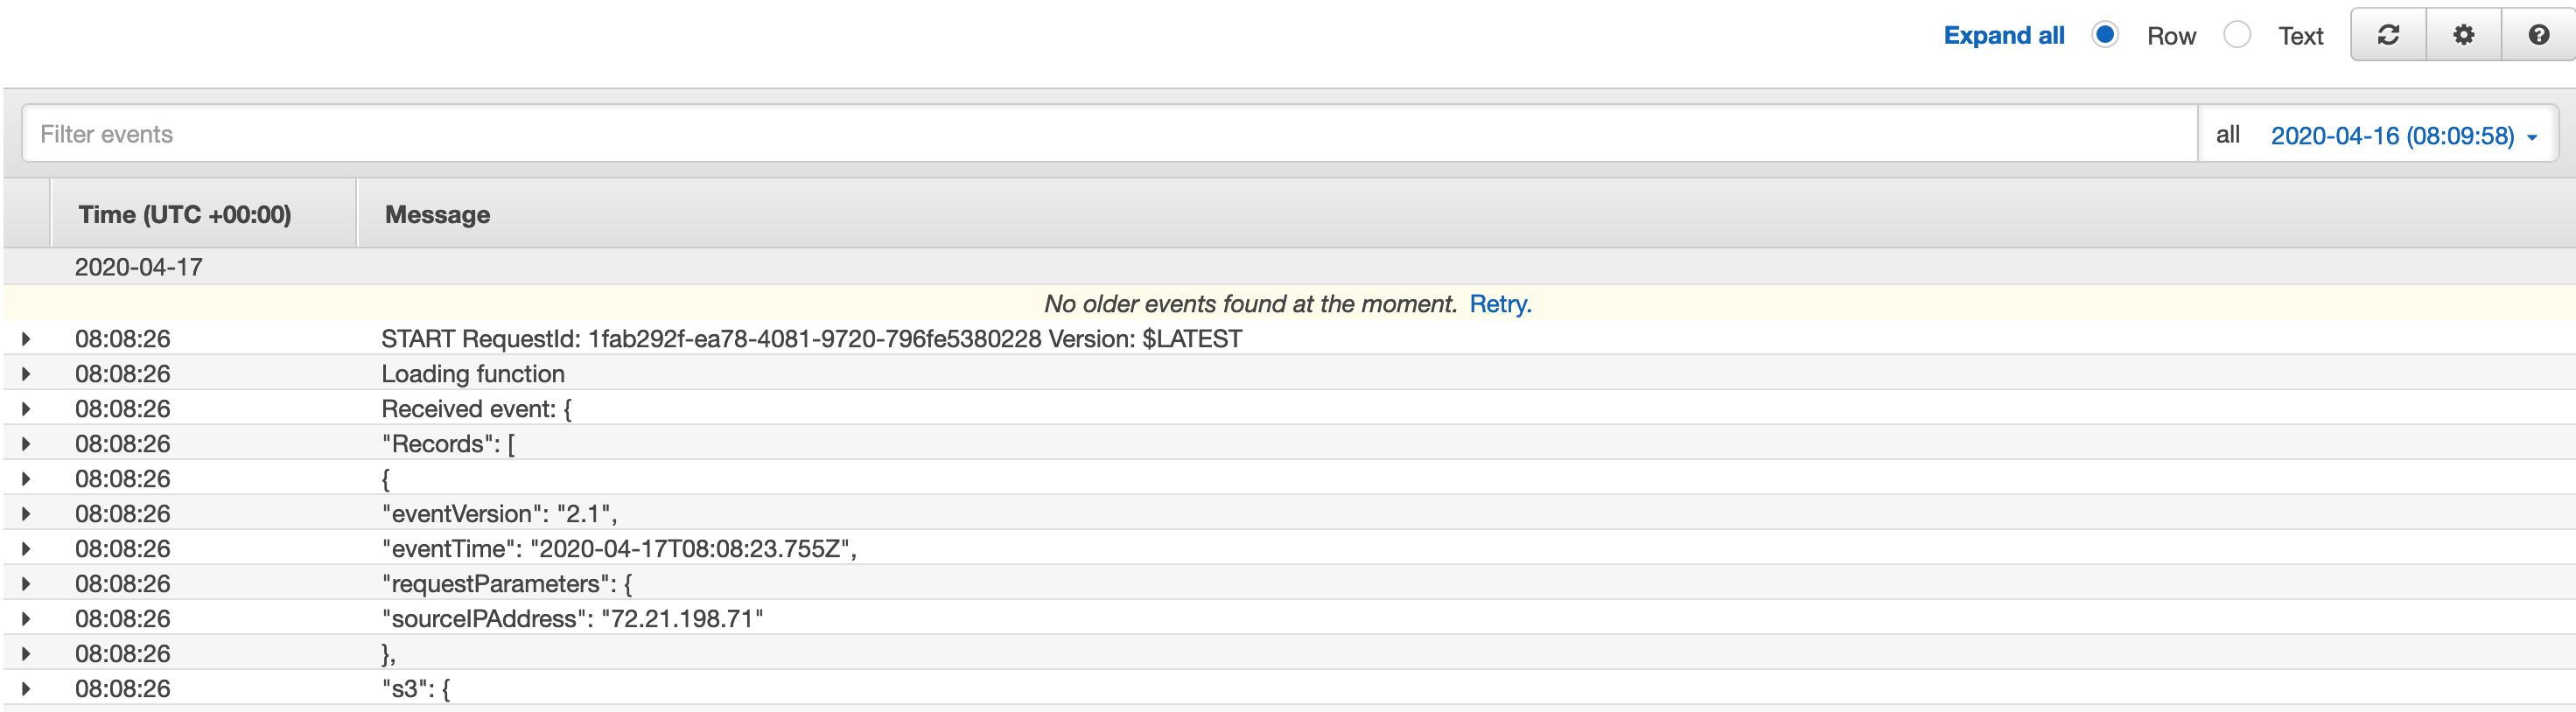 Expand all Row Text
Filter events all 2020-04-16 (08:09:58)
Time (UTC +00:00) Message
2020-04-17
No older events found at the moment. Retry.
08:08:26 START RequestId: 1fab292f-ea78-4081-9720-796fe5380228 Version: $LATEST
08:08:26 Loading function
08:08:26 Received event: {
08:08:26 "Records": [
08:08:26 {
08:08:26 "eventVersion": "2.1",
08:08:26 "eventTime": "2020-04-17T08:08:23.755Z",
08:08:26 "requestParameters": {
08:08:26 "sourceIPAddress": "72.21.198.71"
08:08:26 },
08:08:26 "s3": {